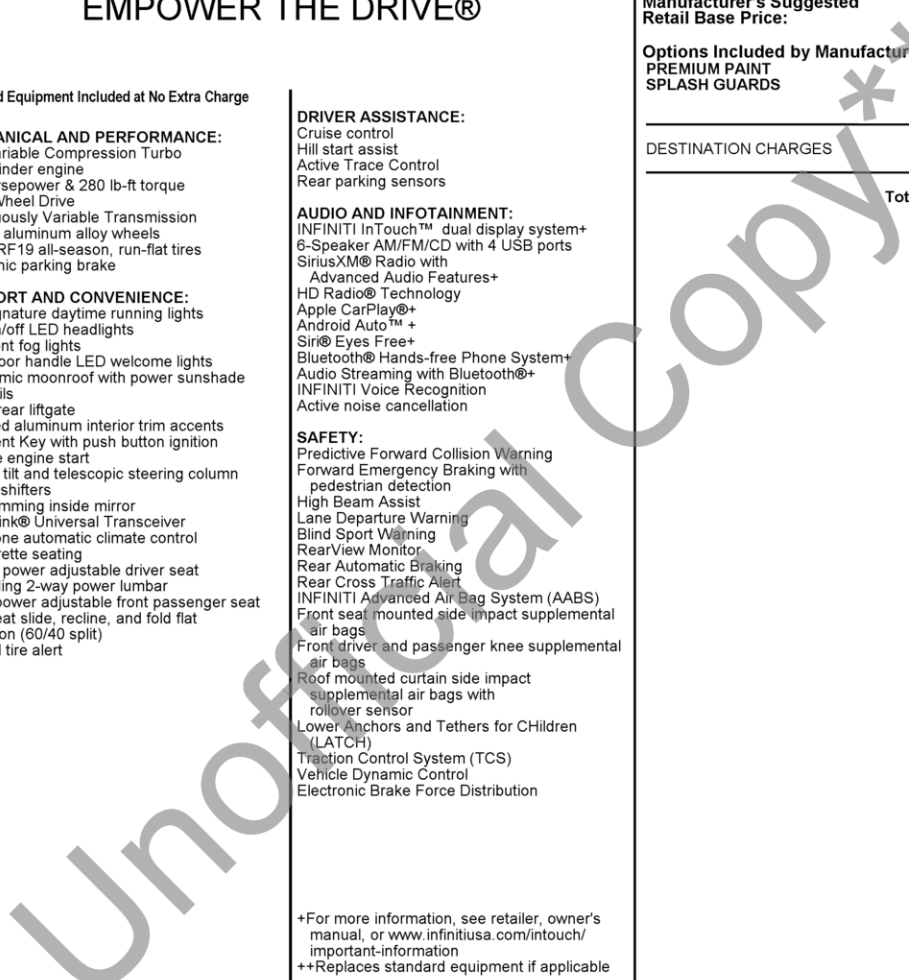 EMPOWER THE DRIVE®
d Equipment Included at No Extra Charge
ANICAL AND PERFORMANCE:
ariable Compression Turbo
inder engine
rsepower & 280 lb-ft torque
Wheel Drive
uously Variable Transmission
aluminum alloy wheels
RF19 all-season, run-flat tires
nic parking brake
ORT AND CONVENIENCE:
gnature daytime running lights
n/off LED headlights
nt fog lights
oor handle LED welcome lights
mic moonroof with power sunshade
ils
rear liftgate
ed aluminum interior trim accents
ent Key with push button ignition
e engine start
tilt and telescopic steering column
shifters
mming inside mirror
ink® Universal Transceiver
one automatic climate control
rette seating
power adjustable driver seat
ding 2-way power lumbar
power adjustable front passenger seat
eat slide, recline, and fold flat
on (60/40 split)
d tire alert
DRIVER ASSISTANCE:
Cruise control
Hill start assist
Active Trace Control
Rear parking sensors
AUDIO AND INFOTAINMENT:
INFINITI InTouch™ dual display system+
6-Speaker AM/FM/CD with 4 USB ports
SiriusXM® Radio with
Advanced Audio Features+
HD Radio® Technology
Apple CarPlay®+
Android Auto™ +
Siri® Eyes Free+
Bluetooth® Hands-free Phone System+
Audio Streaming with Bluetooth®+
INFINITI Voice Recognition
Active noise cancellation
SAFETY:
Predictive Forward Collision Warning
Forward Emergency Braking with
pedestrian detection
High Beam Assist
Lane Departure Warning
Blind Sport Warning
RearView Monitor
Rear Automatic Braking
Rear Cross Traffic Alert
INFINITI Advanced Air Bag System (AABS)
Front seat mounted side impact supplemental
air bags
Front driver and passenger knee supplemental
air bags
Roof mounted curtain side impact
supplemental air bags with
rollover sensor
Lower Anchors and Tethers for CHildren
(LATCH)
Traction Control System (TCS)
Vehicle Dynamic Control
Electronic Brake Force Distribution
+For more information, see retailer, owner's
manual, or www.infinitiusa.com/intouch/
important-information
++Replaces standard equipment if applicable
Manufacturer's Suggested
Retail Base Price:
Options Included by Manufactur
PREMIUM PAINT
SPLASH GUARDS
DESTINATION CHARGES
Tot
Unofficial Copy**